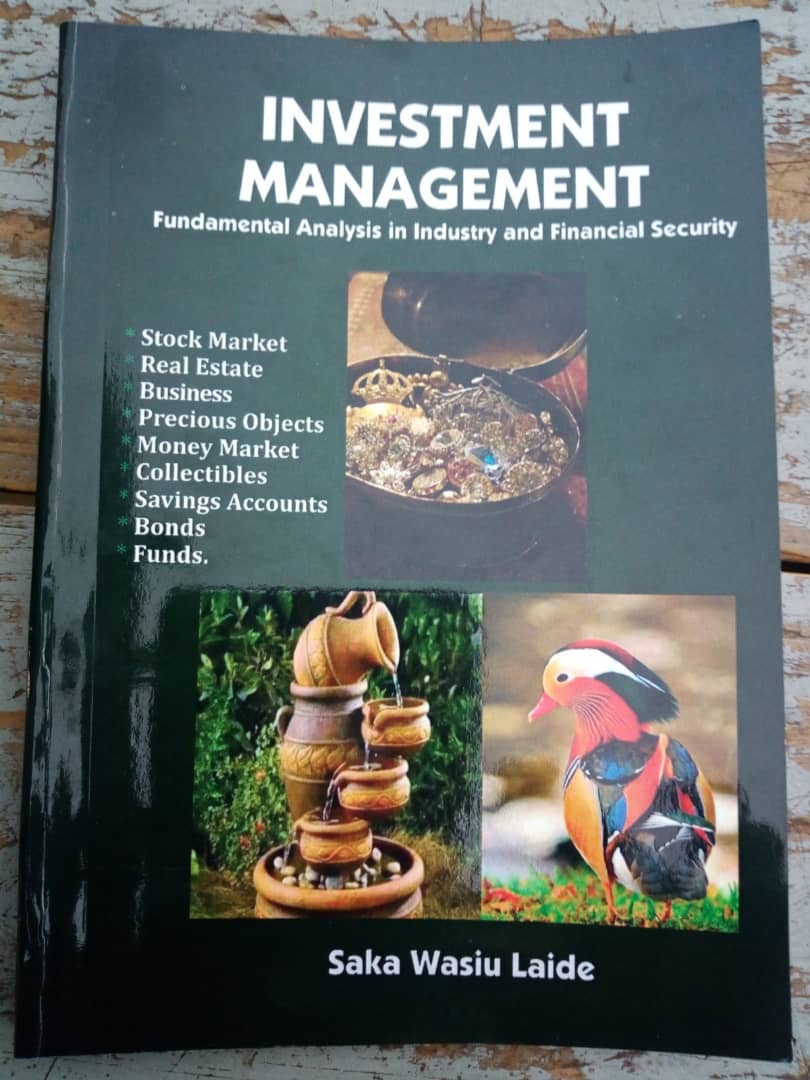 INVESTMENT
MANAGEMENT
Fundamental Analysis in Industry and Financial Security
* Stock Market
* Real Estate
* Business
* Precious Objects
* Money Market
* Collectibles
* Savings Accounts
* Bonds
* Funds.
Saka Wasiu Laide